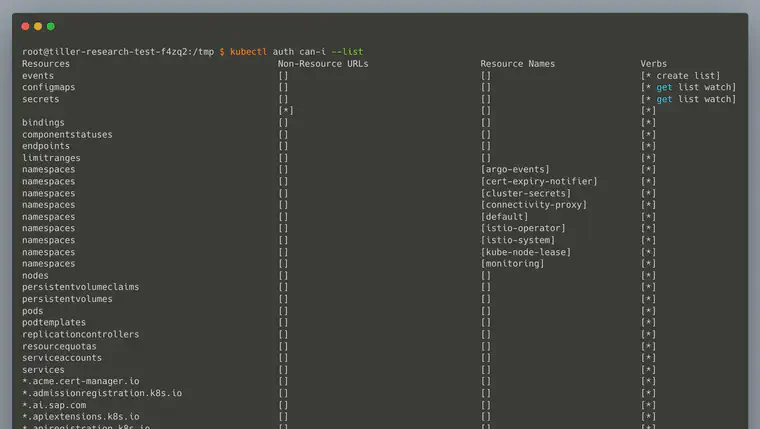 root@tiller-research-test-f4zq2:/tmp $ kubectl auth can-i --list
Resources Non-Resource URLs Resource Names Verbs
events [] [] [* create list]
configmaps [] [] [* get list watch]
secrets [] [] [* get list watch]
[*] [] [*]
bindings [] [] [*]
componentstatuses [] [] [*]
endpoints [] [] [*]
limitranges [] [] [*]
namespaces [] [argo-events] [*]
namespaces [] [cert-expiry-notifier] [*]
namespaces [] [cluster-secrets] [*]
namespaces [] [connectivity-proxy] [*]
namespaces [] [default] [*]
namespaces [] [istio-operator] [*]
namespaces [] [istio-system] [*]
namespaces [] [kube-node-lease] [*]
namespaces [] [monitoring] [*]
nodes [] [] [*]
persistentvolumeclaims [] [] [*]
persistentvolumes [] [] [*]
pods [] [] [*]
podtemplates [] [] [*]
replicationcontrollers [] [] [*]
resourcequotas [] [] [*]
serviceaccounts [] [] [*]
services [] [] [*]
*.acme.cert-manager.io [] [] [*]
*.admissionregistration.k8s.io [] [] [*]
*.ai.sap.com [] [] [*]
*.apiextensions.k8s.io [] [] [*]
*.apiregistration.k8s.io [] [] [*]